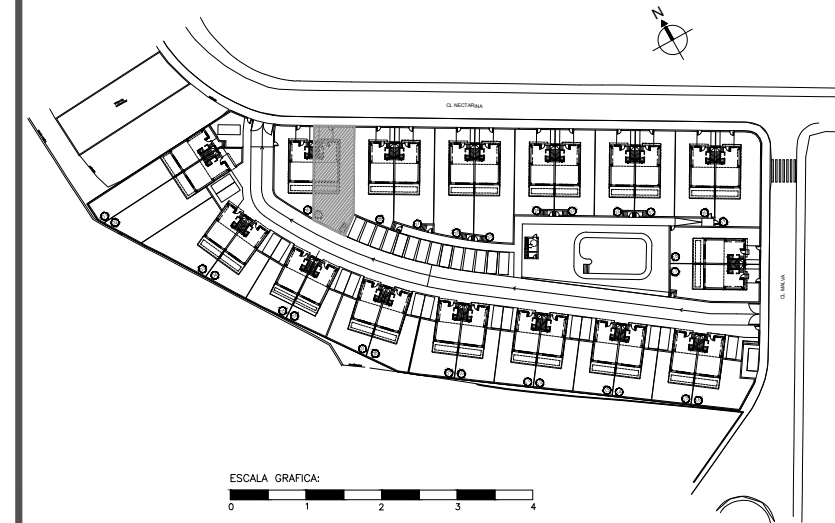 N
CL NECTARINA
CL MALVA
ESCALA GRAFICA:
0 1 2 3 4